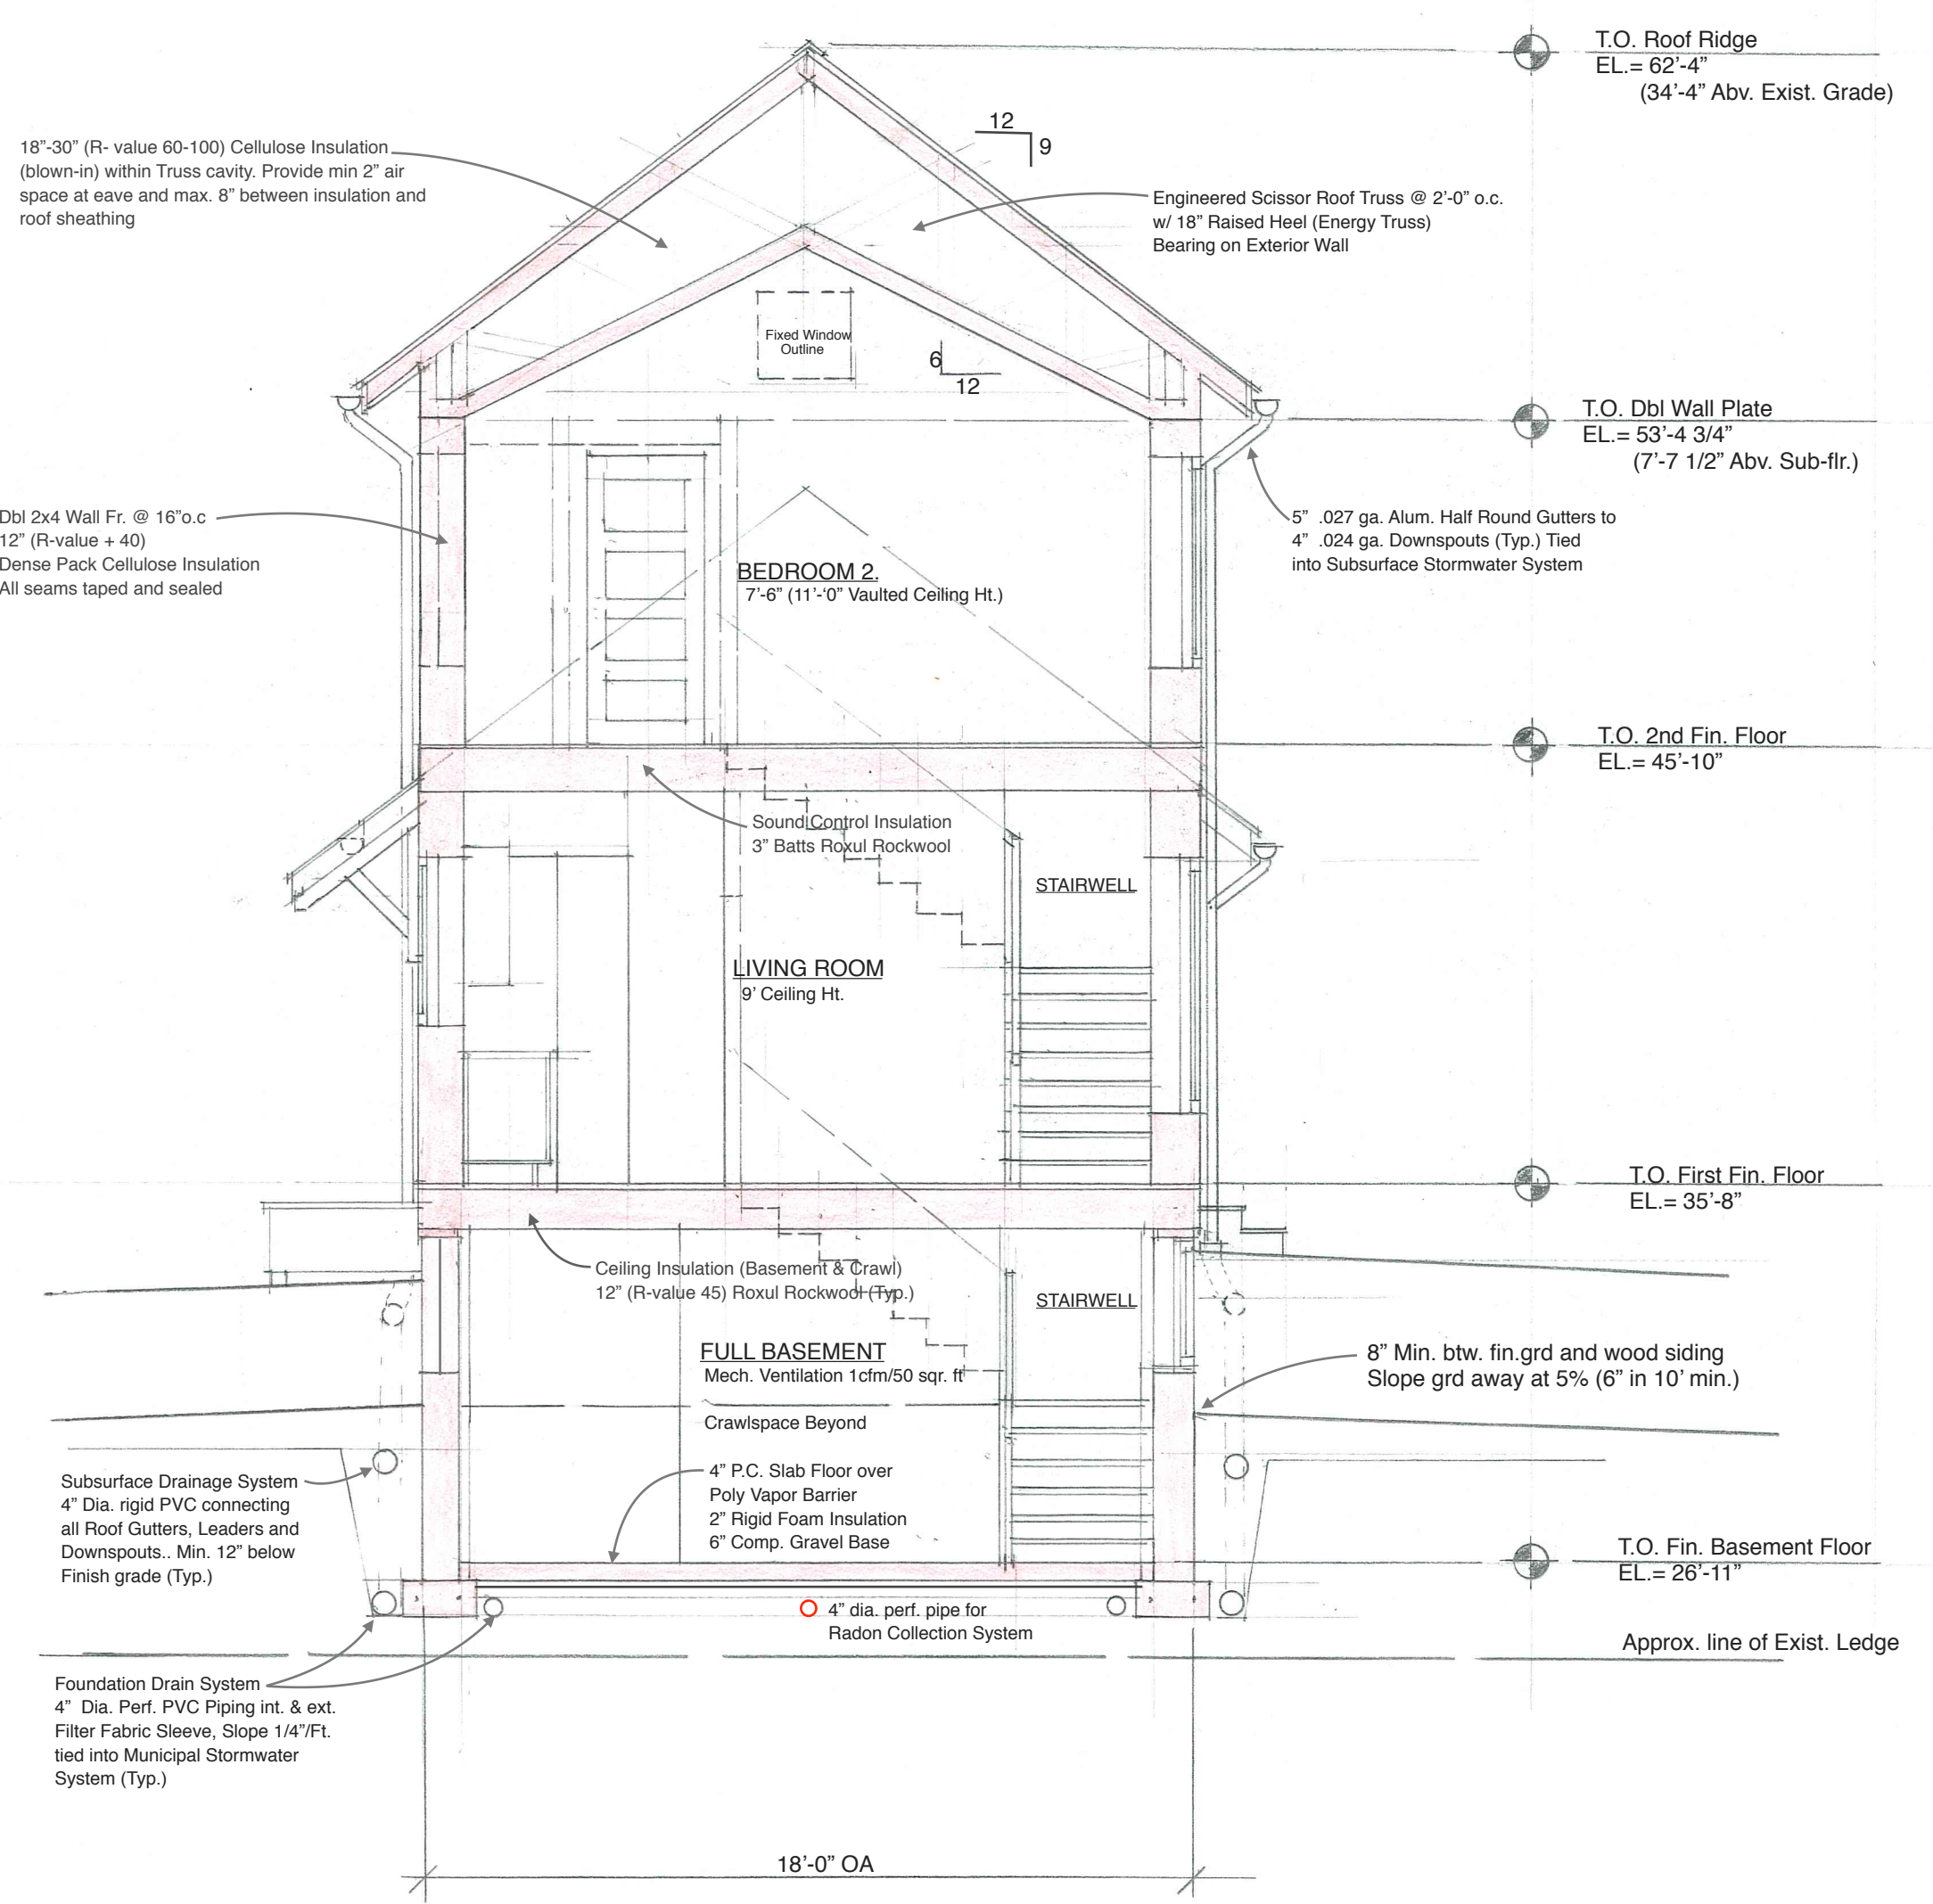 T.O. Roof Ridge
EL.= 62’-4”
(34’-4” Abv. Exist. Grade)
12
9
18”-30” (R- value 60-100) Cellulose Insulation
(blown-in) within Truss cavity. Provide min 2” air
space at eave and max. 8” between insulation and
roof sheathing
Engineered Scissor Roof Truss @ 2’-0” o.c.
w/ 18” Raised Heel (Energy Truss)
Bearing on Exterior Wall
Fixed Window
Outline
6
12
T.O. Dbl Wall Plate
EL.= 53’-4 3/4”
(7’-7 1/2” Abv. Sub-flr.)
Dbl 2x4 Wall Fr. @ 16”o.c
12” (R-value + 40)
Dense Pack Cellulose Insulation
All seams taped and sealed
5” .027 ga. Alum. Half Round Gutters to
4” .024 ga. Downspouts (Typ.) Tied
into Subsurface Stormwater System
BEDROOM 2.
7’-6” (11’-‘0” Vaulted Ceiling Ht.)
T.O. 2nd Fin. Floor
EL.= 45’-10”
Sound Control Insulation
3” Batts Roxul Rockwool
STAIRWELL
LIVING ROOM
9’ Ceiling Ht.
T.O. First Fin. Floor
EL.= 35’-8”
Ceiling Insulation (Basement & Crawl)
12” (R-value 45) Roxul Rockwool (Typ.)
STAIRWELL
FULL BASEMENT
Mech. Ventilation 1cfm/50 sqr. ft
8” Min. btw. fin.grd and wood siding
Slope grd away at 5% (6” in 10’ min.)
Crawlspace Beyond
Subsurface Drainage System
4” Dia. rigid PVC connecting
all Roof Gutters, Leaders and
Downspouts.. Min. 12” below
Finish grade (Typ.)
4” P.C. Slab Floor over
Poly Vapor Barrier
2” Rigid Foam Insulation
6” Comp. Gravel Base
T.O. Fin. Basement Floor
EL.= 26’-11”
4” dia. perf. pipe for
Radon Collection System
Approx. line of Exist. Ledge
Foundation Drain System
4” Dia. Perf. PVC Piping int. & ext.
Filter Fabric Sleeve, Slope 1/4”/Ft.
tied into Municipal Stormwater
System (Typ.)
18’-0” OA